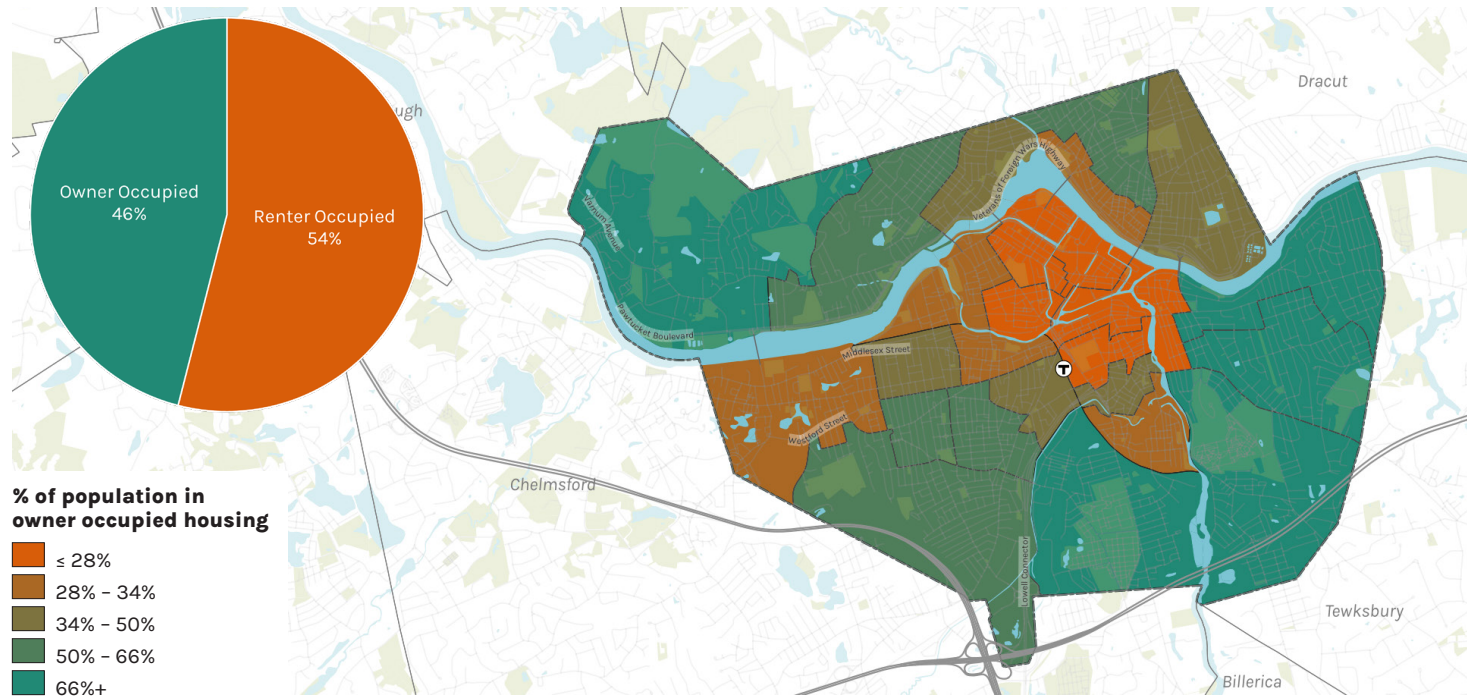 Owner Occupied
46%
Renter Occupied
54%
ugh
Dracut
Veterans of Foreign Wars Highway
Varnum Avenue
Pawtucket Boulevard
Middlesex Street
T
Westford Street
Chelmsford
Lowell Connector
Tewksbury
Billerica
% of population in
owner occupied housing
≤ 28%
28% – 34%
34% – 50%
50% – 66%
66%+